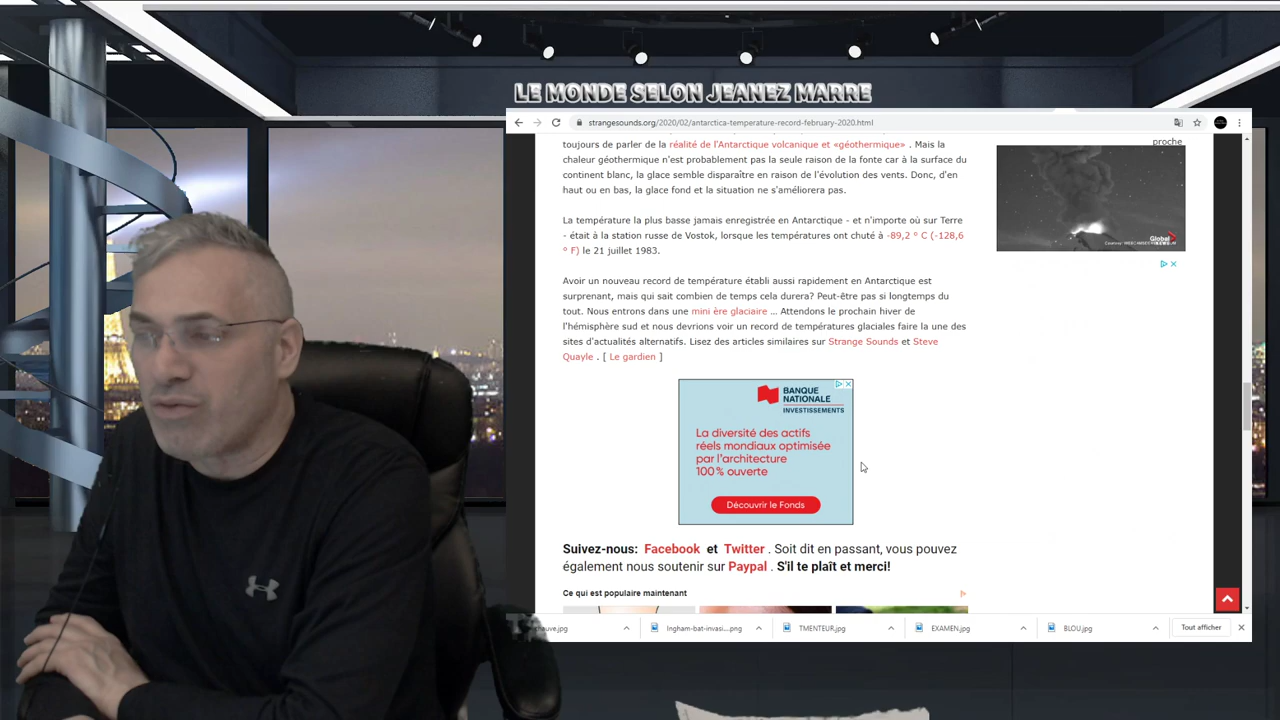 LE MONDE SELON JEANEZ MARRE
strangesounds.org/2020/02/antarctica-temperature-record-february-2020.html
toujours de parler de la réalité de l'Antarctique volcanique et «géothermique» . Mais la
chaleur géothermique n'est probablement pas la seule raison de la fonte car à la surface du
continent blanc, la glace semble disparaître en raison de l'évolution des vents. Donc, d'en
haut ou en bas, la glace fond et la situation ne s'améliorera pas.
La température la plus basse jamais enregistrée en Antarctique - et n'importe où sur Terre
- était à la station russe de Vostok, lorsque les températures ont chuté à -89,2 ° C (-128,6
° F) le 21 juillet 1983.
Avoir un nouveau record de température établi aussi rapidement en Antarctique est
surprenant, mais qui sait combien de temps cela durera? Peut-être pas si longtemps du
tout. Nous entrons dans une mini ère glaciaire ... Attendons le prochain hiver de
l'hémisphère sud et nous devrions voir un record de températures glaciales faire la une des
sites d'actualités alternatifs. Lisez des articles similaires sur Strange Sounds et Steve
Quayle . [ Le gardien ]
proche
Global
NEWS
BANQUE
NATIONALE
INVESTISSEMENTS
La diversité des actifs
réels mondiaux optimisée
par l'architecture
100 % ouverte
Découvrir le Fonds
Suivez-nous: Facebook et Twitter . Soit dit en passant, vous pouvez
également nous soutenir sur Paypal . S'il te plaît et merci!
Ce qui est populaire maintenant
chauve.jpg
Ingham-bat-invasi....png
TMENTEUR.jpg
EXAMEN.jpg
BLOU.jpg
Tout afficher